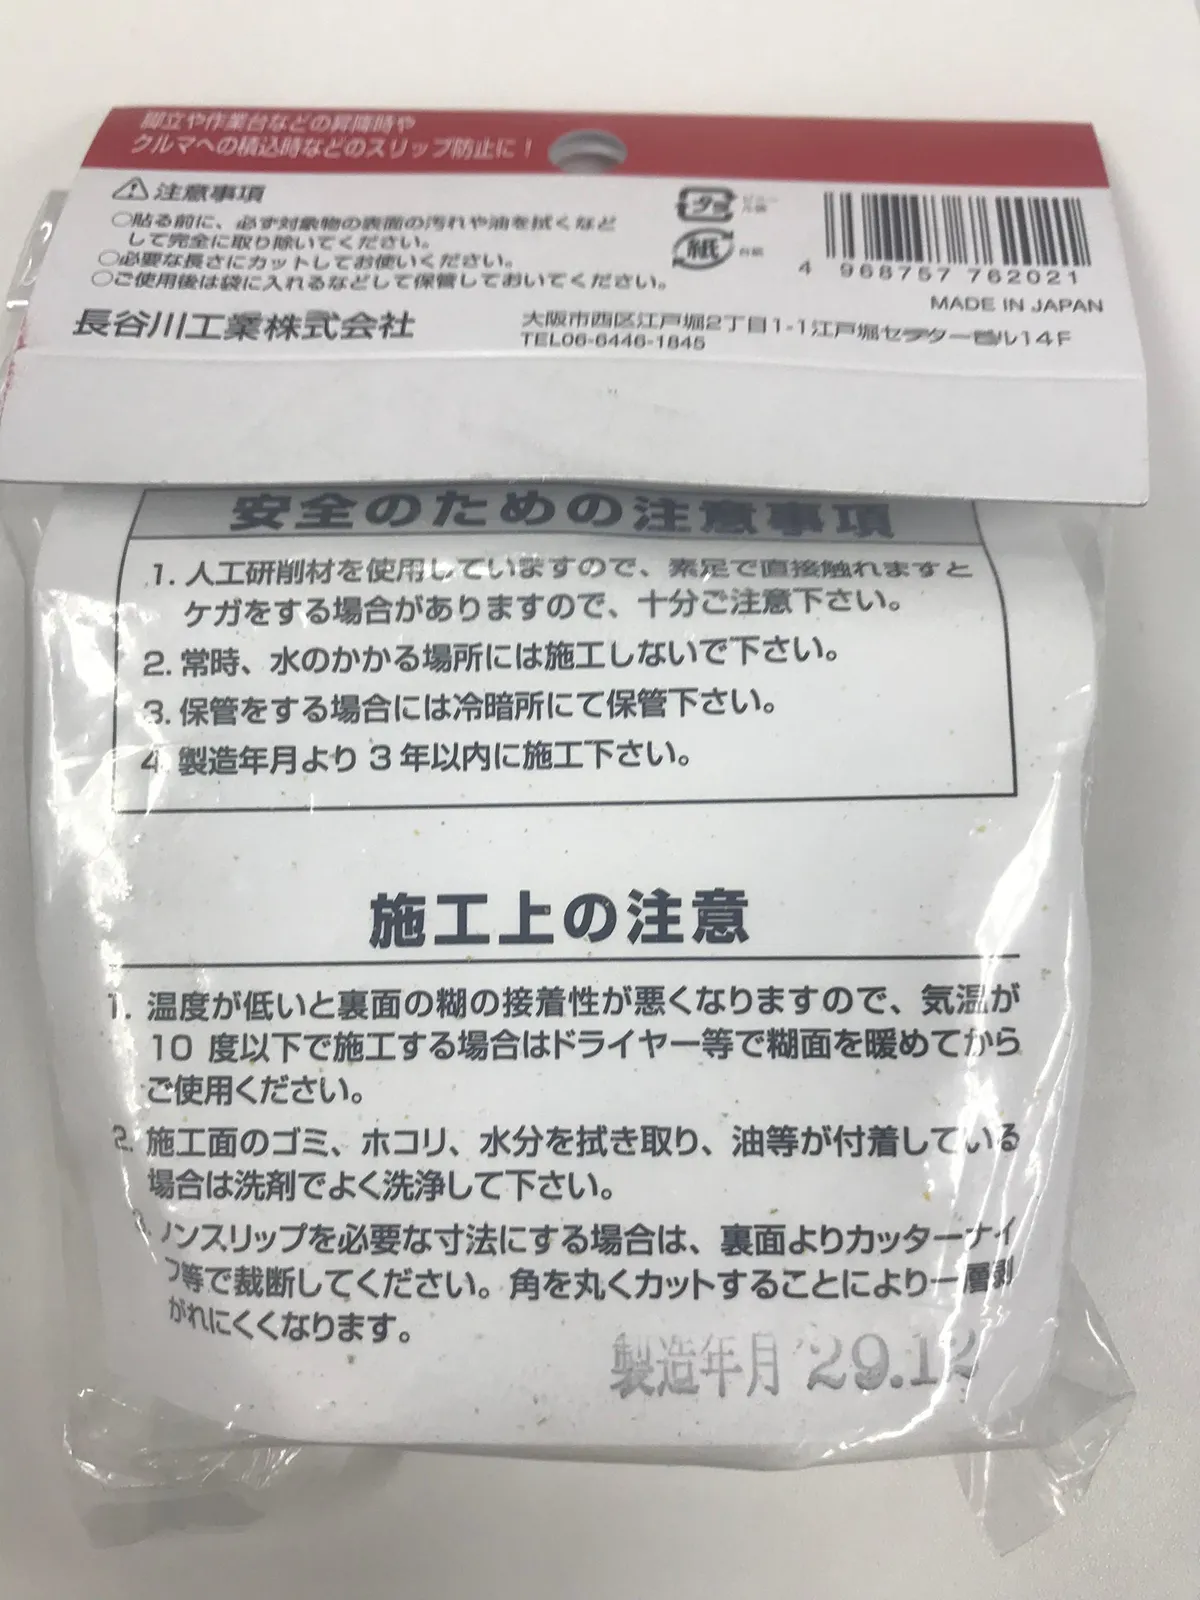 脚立や作業台などの昇降時や
クルマへの積込時などのスリップ防止に!
注意事項
○貼る前に、必ず対象物の表面の汚れや油を拭くなど
して完全に取り除いてください。
○必要な長さにカットしてお使いください。
○ご使用後は袋に入れるなどして保管しておいてください。
プラ
紙
4 968757 762021
MADE IN JAPAN
長谷川工業株式会社
大阪市西区江戸堀2丁目1-1江戸堀センタービル14F
TEL06-6446-1845
安全のための注意事項
1. 人工研削材を使用していますので、素足で直接触れますと
ケガをする場合がありますので、十分ご注意下さい。
2. 常時、水のかかる場所には施工しないで下さい。
3. 保管をする場合には冷暗所にて保管下さい。
4. 製造年月より 3 年以内に施工下さい。
施工上の注意
1. 温度が低いと裏面の糊の接着性が悪くなりますので、気温が
10 度以下で施工する場合はドライヤー等で糊面を暖めてから
ご使用ください。
2. 施工面のゴミ、ホコリ、水分を拭き取り、油等が付着している
場合は洗剤でよく洗浄して下さい。
3. ノンスリップを必要な寸法にする場合は、裏面よりカッターナイ
フ等で裁断してください。角を丸くカットすることにより一層剥
がれにくくなります。
製造年月 '29.12